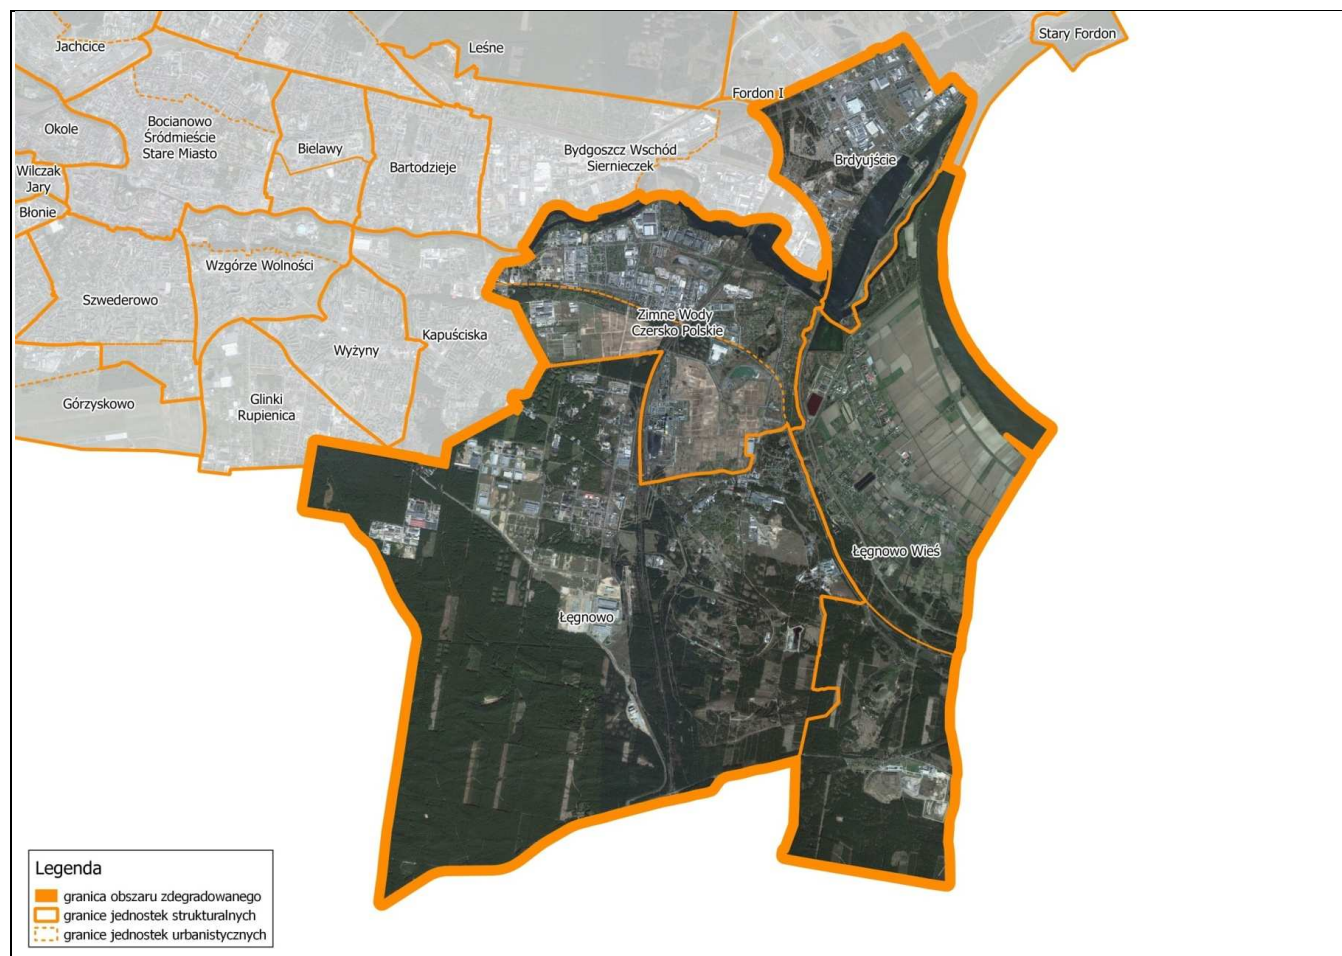 Jachcice
Leśne
Stary Fordon
Fordon I
Okole
Bocianowo
Śródmieście
Stare Miasto
Bielawy
Bartodzieje
Bydgoszcz Wschód
Siernieczek
Brdyujście
Wilczak
Jary
Błonie
Wzgórze Wolności
Szwederowo
Zimne Wody
Czersko Polskie
Kapuściska
Wyżyny
Górzyskowo
Glinki
Rupienica
Łęgnowo Wieś
Łęgnowo
Legenda
granica obszaru zdegradowanego
granice jednostek strukturalnych
granice jednostek urbanistycznych